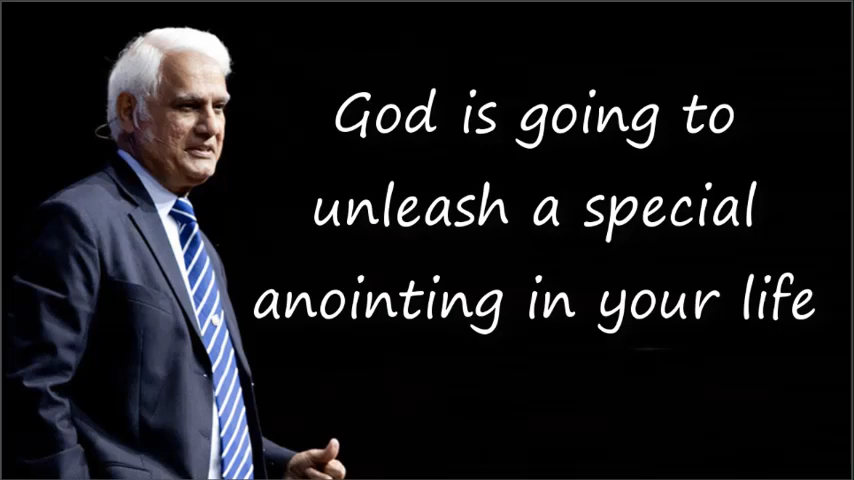 God is going to
unleash a special
anointing in your life